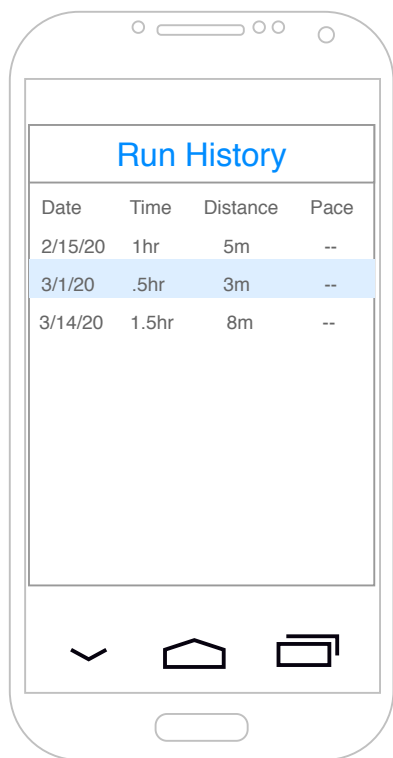 Run History
Date Time Distance Pace
2/15/20 1hr 5m --
3/1/20 .5hr 3m --
3/14/20 1.5hr 8m --